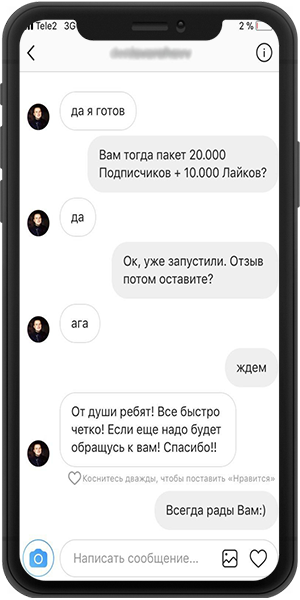 Tele2 3G 2 %
да я готов
Вам тогда пакет 20.000
Подписчиков + 10.000 Лайков?
да
Ок, уже запустили. Отзыв
потом оставите?
ага
ждем
От души ребят! Все быстро
четко! Если еще надо будет
обращусь к вам! Спасибо!!
Коснитесь дважды, чтобы поставить «Нравится»
Всегда рады Вам:)
Написать сообщение...